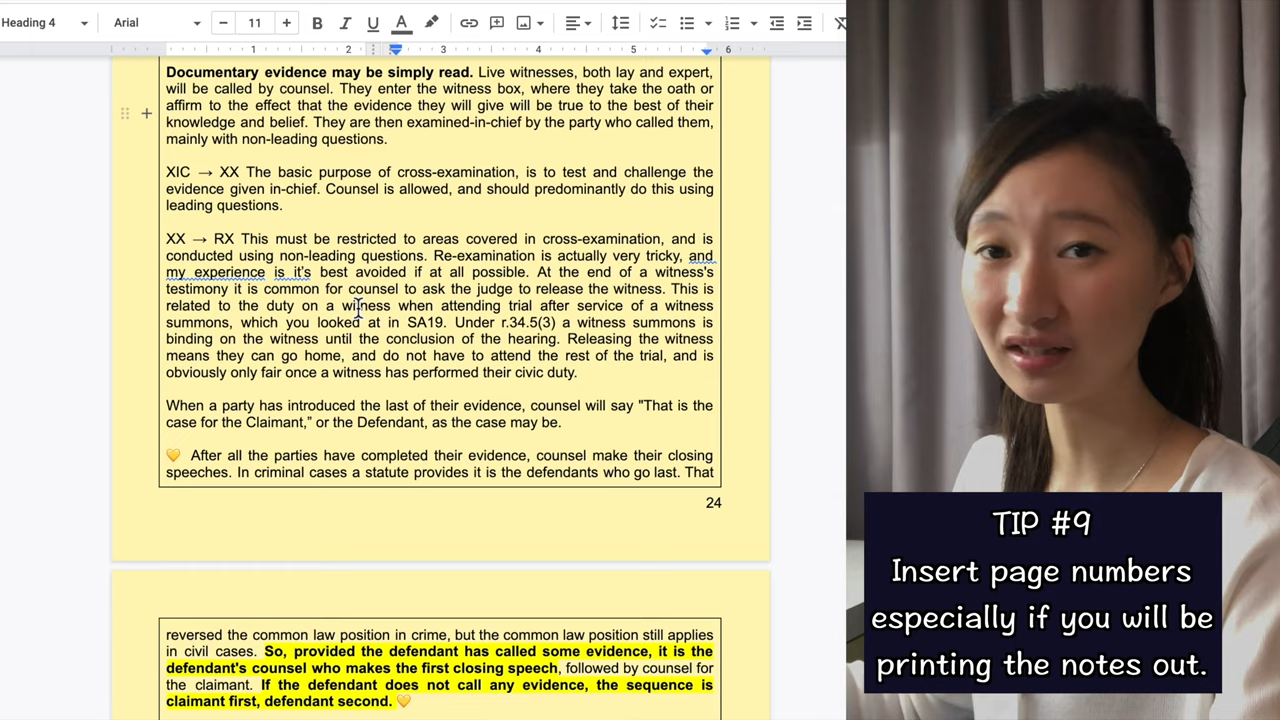 Heading 4
Arial
− 11 +
B I U A
1 2 3 4 5 6
Documentary evidence may be simply read. Live witnesses, both lay and expert,
will be called by counsel. They enter the witness box, where they take the oath or
affirm to the effect that the evidence they will give will be true to the best of their
knowledge and belief. They are then examined-in-chief by the party who called them,
mainly with non-leading questions.
XIC → XX The basic purpose of cross-examination, is to test and challenge the
evidence given in-chief. Counsel is allowed, and should predominantly do this using
leading questions.
XX → RX This must be restricted to areas covered in cross-examination, and is
conducted using non-leading questions. Re-examination is actually very tricky, and
my experience is it's best avoided if at all possible. At the end of a witness's
testimony it is common for counsel to ask the judge to release the witness. This is
related to the duty on a witness when attending trial after service of a witness
summons, which you looked at in SA19. Under r.34.5(3) a witness summons is
binding on the witness until the conclusion of the hearing. Releasing the witness
means they can go home, and do not have to attend the rest of the trial, and is
obviously only fair once a witness has performed their civic duty.
When a party has introduced the last of their evidence, counsel will say "That is the
case for the Claimant,” or the Defendant, as the case may be.
💛 After all the parties have completed their evidence, counsel make their closing
speeches. In criminal cases a statute provides it is the defendants who go last. That
24
reversed the common law position in crime, but the common law position still applies
in civil cases. So, provided the defendant has called some evidence, it is the
defendant's counsel who makes the first closing speech, followed by counsel for
the claimant. If the defendant does not call any evidence, the sequence is
claimant first, defendant second. 💛
TIP #9
Insert page numbers
especially if you will be
printing the notes out.